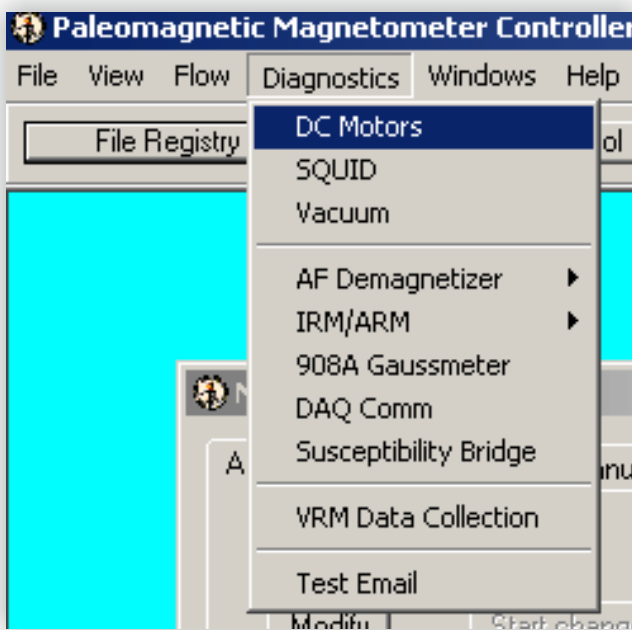 Paleomagnetic Magnetometer Controller
File View Flow Diagnostics Windows Help
File Registry
DC Motors
SQUID
Vacuum
AF Demagnetizer
IRM/ARM
908A Gaussmeter
DAQ Comm
Susceptibility Bridge
VRM Data Collection
Test Email
Modify